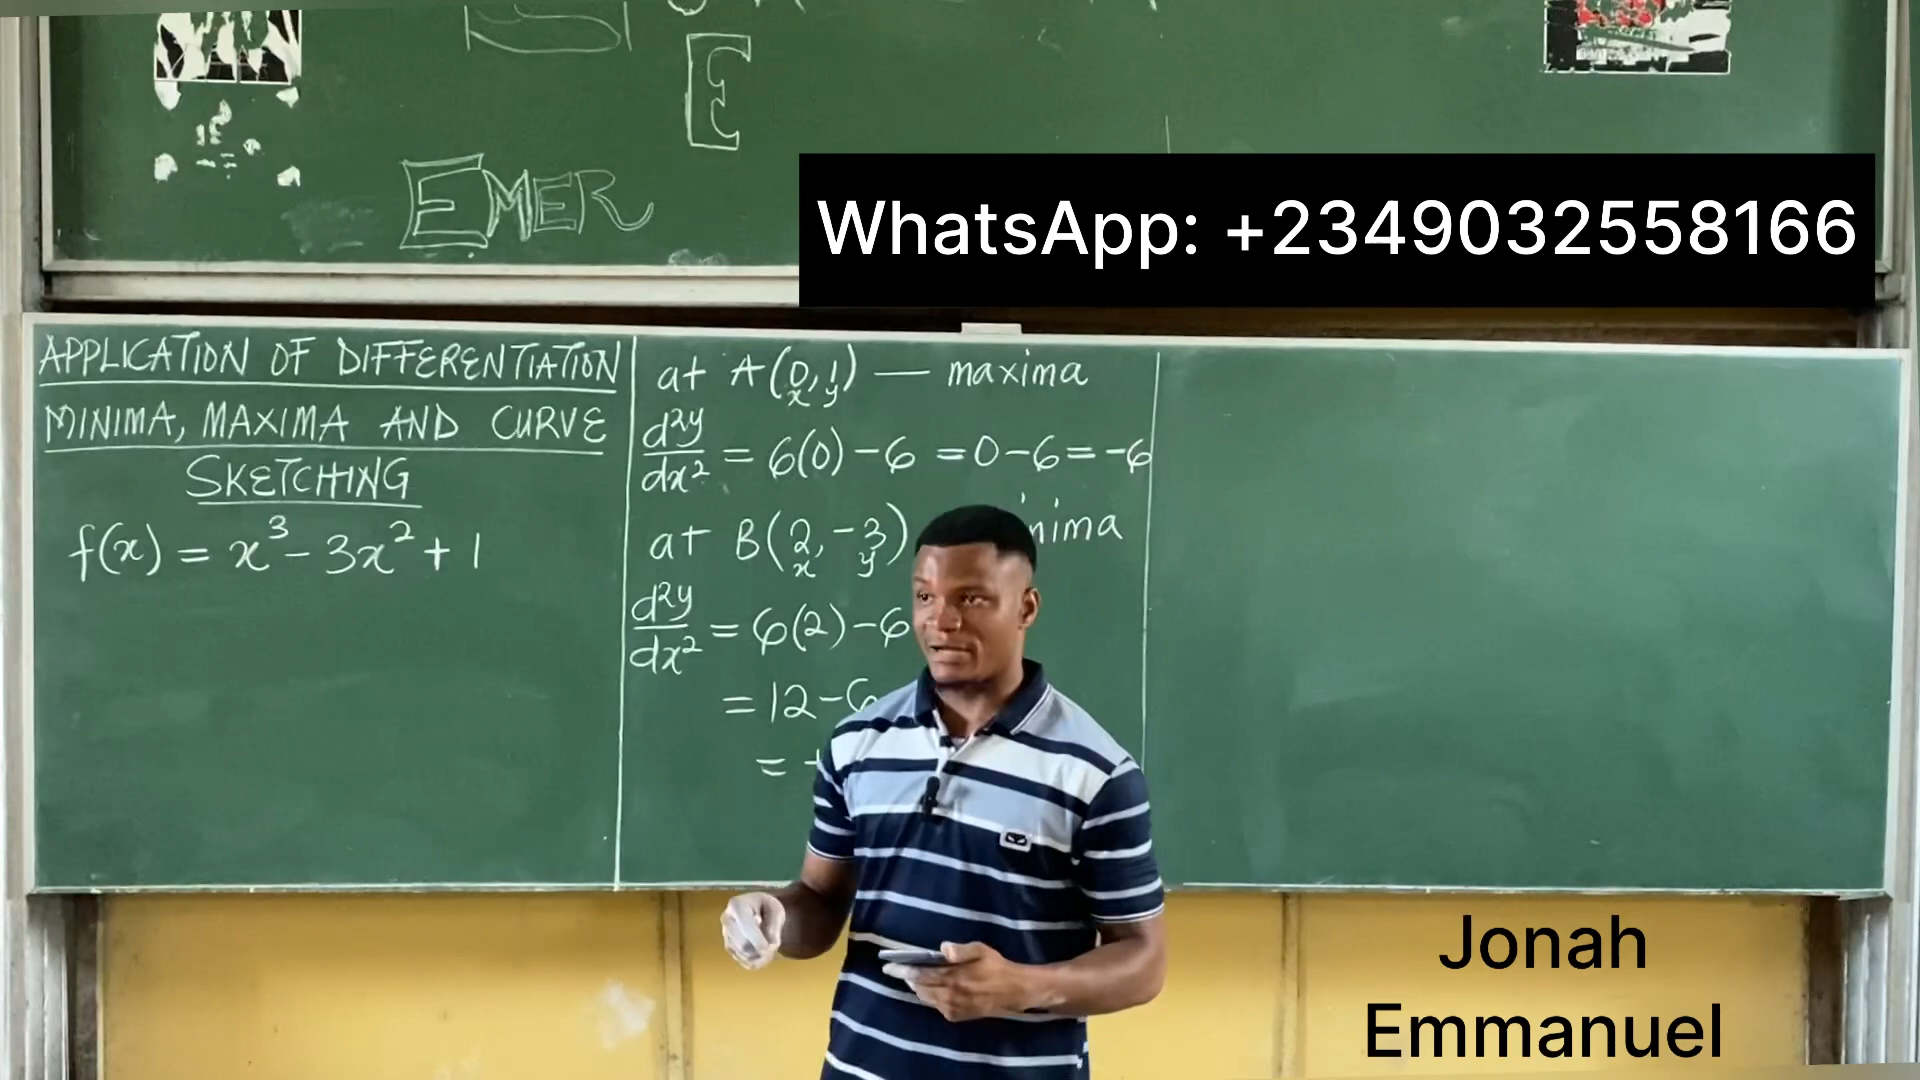 E
EMER
WhatsApp: +2349032558166
APPLICATION OF DIFFERENTIATION
MINIMA, MAXIMA AND CURVE
SKETCHING
f(x) = x³ - 3x² + 1
at A(0, 1) — maxima
x y
d²y/dx² = 6(0) - 6 = 0 - 6 = -6
at B(2, -3)
x y
d²y/dx² = 6(2) - 6
= 12 - 6
= +
Jonah
Emmanuel